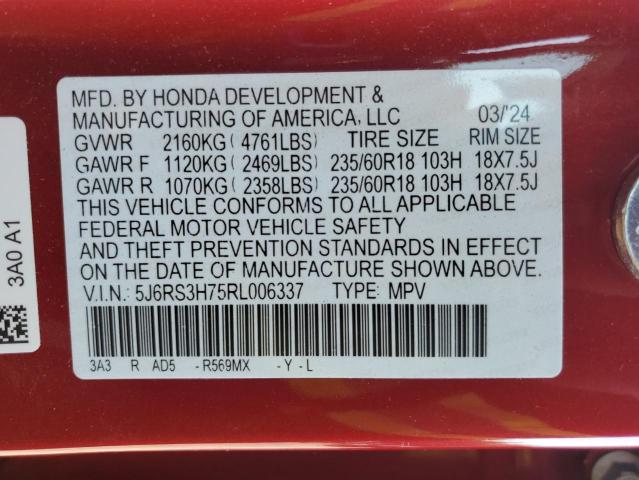 MFD. BY HONDA DEVELOPMENT &
MANUFACTURING OF AMERICA, LLC 03/'24
GVWR 2160KG (4761LBS) TIRE SIZE RIM SIZE
GAWR F 1120KG (2469LBS) 235/60R18 103H 18X7.5J
GAWR R 1070KG (2358LBS) 235/60R18 103H 18X7.5J
THIS VEHICLE CONFORMS TO ALL APPLICABLE
FEDERAL MOTOR VEHICLE SAFETY
AND THEFT PREVENTION STANDARDS IN EFFECT
ON THE DATE OF MANUFACTURE SHOWN ABOVE.
V.I.N.: 5J6RS3H75RL006337 TYPE: MPV
3A3 R AD5 -R569MX -Y-L
3A0 A1